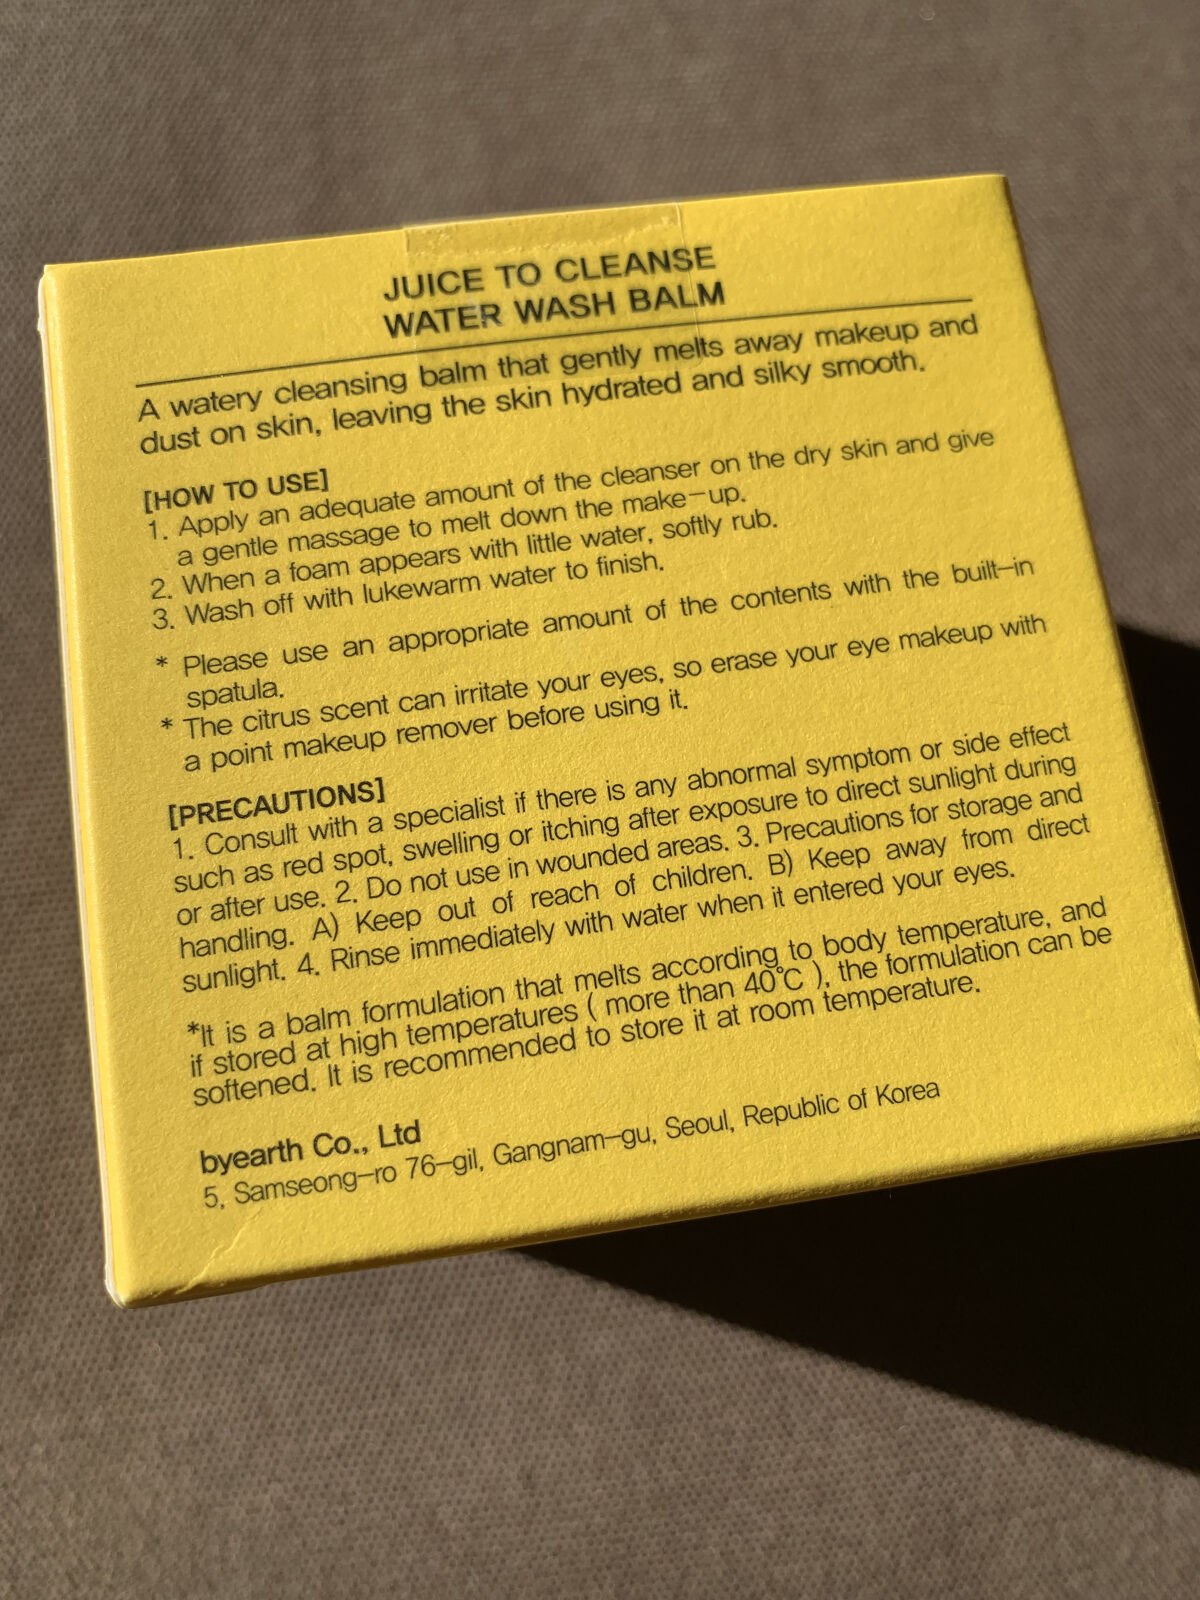 JUICE TO CLEANSE
WATER WASH BALM
A watery cleansing balm that gently melts away makeup and
dust on skin, leaving the skin hydrated and silky smooth.
[HOW TO USE]
1. Apply an adequate amount of the cleanser on the dry skin and give
a gentle massage to melt down the make-up.
2. When a foam appears with little water, softly rub.
3. Wash off with lukewarm water to finish.
* Please use an appropriate amount of the contents with the built-in
spatula.
* The citrus scent can irritate your eyes, so erase your eye makeup with
a point makeup remover before using it.
[PRECAUTIONS]
1. Consult with a specialist if there is any abnormal symptom or side effect
such as red spot, swelling or itching after exposure to direct sunlight during
or after use. 2. Do not use in wounded areas. 3. Precautions for storage and
handling. A) Keep out of reach of children. B) Keep away from direct
sunlight. 4. Rinse immediately with water when it entered your eyes.
*It is a balm formulation that melts according to body temperature, and
if stored at high temperatures ( more than 40℃ ), the formulation can be
softened. It is recommended to store it at room temperature.
byearth Co., Ltd
5, Samseong-ro 76-gil, Gangnam-gu, Seoul, Republic of Korea